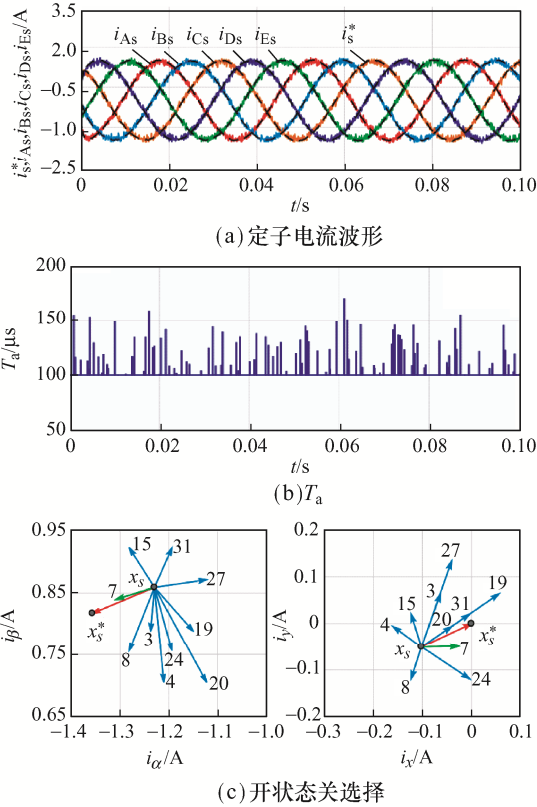 i*s,iAs,iBs,iCs,iDs,iEs/A
3.5
1.0
−0.5
−1.0
−2.5
iAs iBs iCs iDs iEs i*s
0 0.02 0.04 0.06 0.08 0.10
t/s
(a)定子电流波形
Ta/μs
200
150
100
50
0 0.02 0.04 0.06 0.08 0.10
t/s
(b)Ta
iβ/A
0.95
0.85
0.75
0.65
15 31
xs 27
7
x*s
3 19
8 24
4 20
−1.4 −1.3 −1.2 −1.1 −1.0
iα/A
iy/A
0.2
0.1
0
−0.1
−0.2
27
3 19
15 31
4 20
xs 7 x*s
8 24
−0.3 −0.2 −0.1 0 0.1
ix/A
(c)开状态关选择